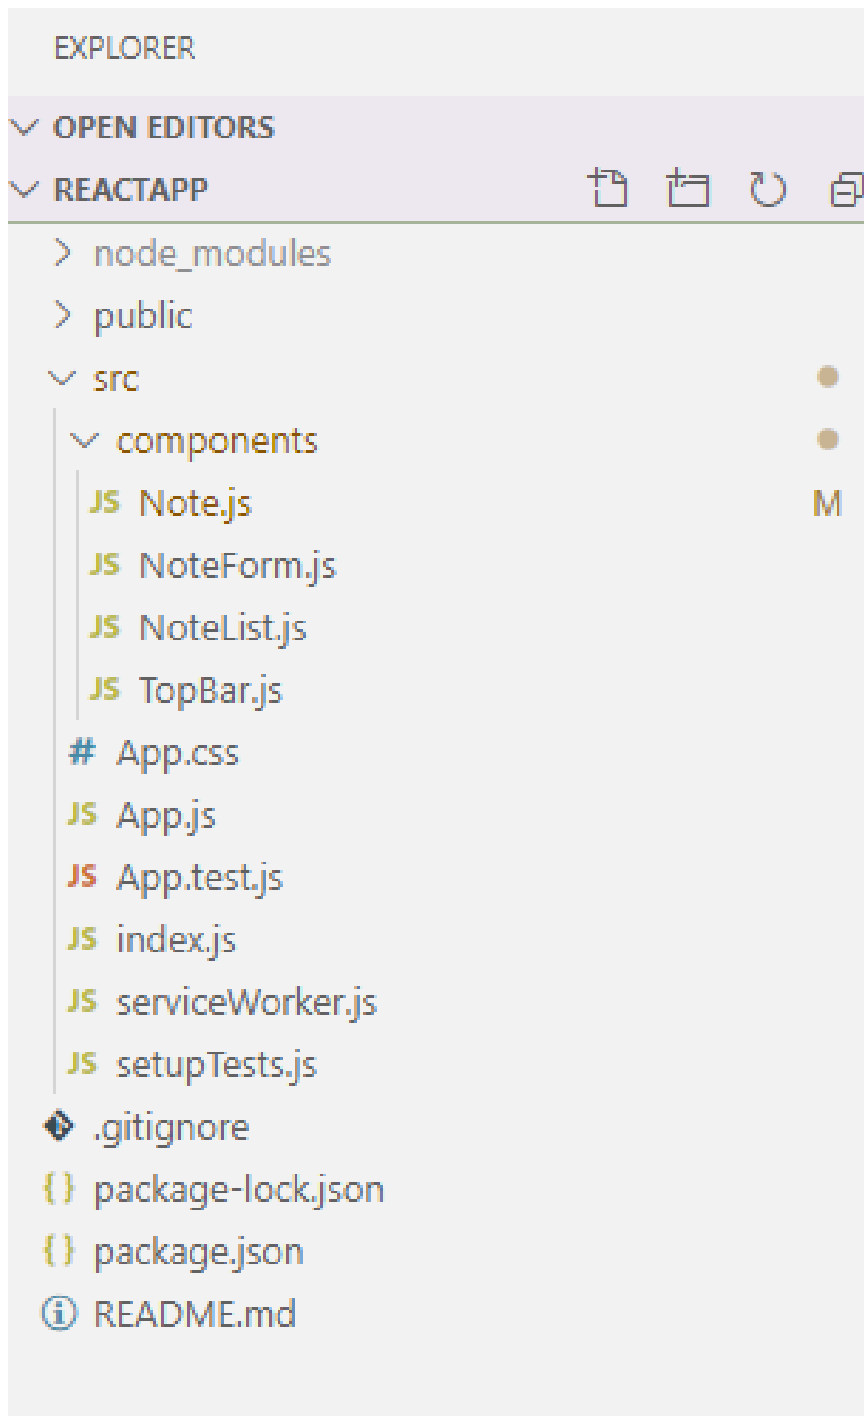 EXPLORER
OPEN EDITORS
REACTAPP
node_modules
public
src
components
JS Note.js M
JS NoteForm.js
JS NoteList.js
JS TopBar.js
# App.css
JS App.js
JS App.test.js
JS index.js
JS serviceWorker.js
JS setupTests.js
.gitignore
{} package-lock.json
{} package.json
README.md